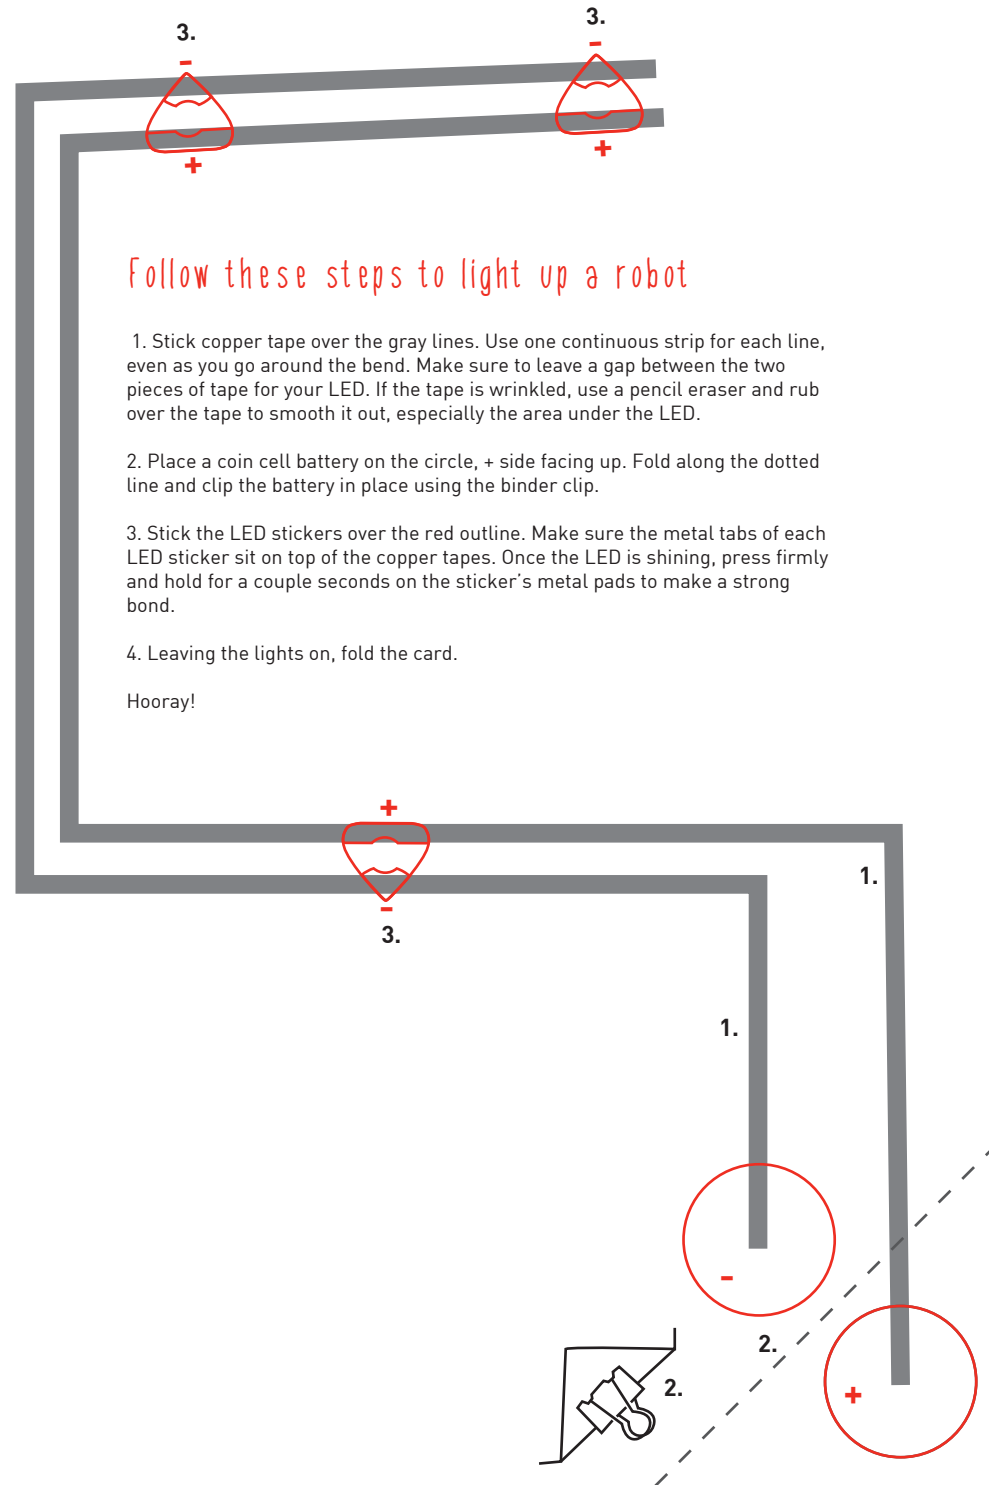 3.
3.
-
-
+
+
Follow these steps to light up a robot
1. Stick copper tape over the gray lines. Use one continuous strip for each line,
even as you go around the bend. Make sure to leave a gap between the two
pieces of tape for your LED. If the tape is wrinkled, use a pencil eraser and rub
over the tape to smooth it out, especially the area under the LED.
2. Place a coin cell battery on the circle, + side facing up. Fold along the dotted
line and clip the battery in place using the binder clip.
3. Stick the LED stickers over the red outline. Make sure the metal tabs of each
LED sticker sit on top of the copper tapes. Once the LED is shining, press firmly
and hold for a couple seconds on the sticker's metal pads to make a strong
bond.
4. Leaving the lights on, fold the card.
Hooray!
+
-
3.
1.
1.
-
2.
2.
+